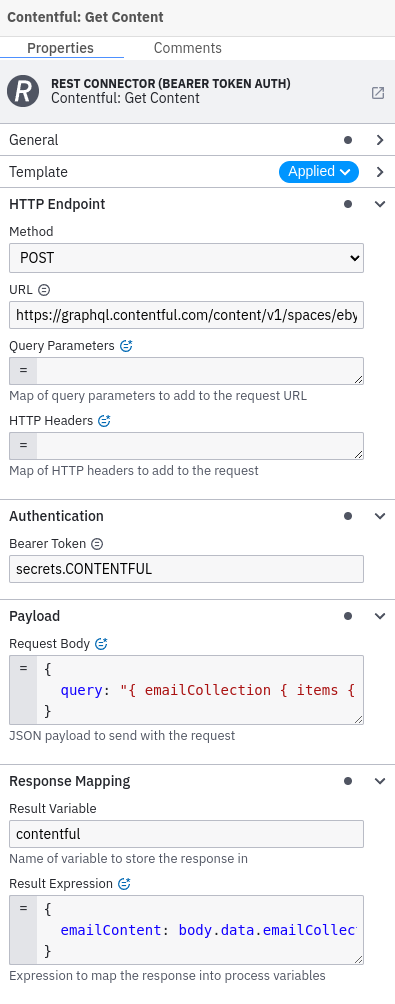 Contentful: Get Content
Properties Comments
REST CONNECTOR (BEARER TOKEN AUTH)
Contentful: Get Content
General
Template Applied
HTTP Endpoint
Method
POST
URL
https://graphql.contentful.com/content/v1/spaces/eby
Query Parameters
=
Map of query parameters to add to the request URL
HTTP Headers
=
Map of HTTP headers to add to the request
Authentication
Bearer Token
secrets.CONTENTFUL
Payload
Request Body
= {
query: "{ emailCollection { items {
}
JSON payload to send with the request
Response Mapping
Result Variable
contentful
Name of variable to store the response in
Result Expression
= {
emailContent: body.data.emailCollec
}
Expression to map the response into process variables